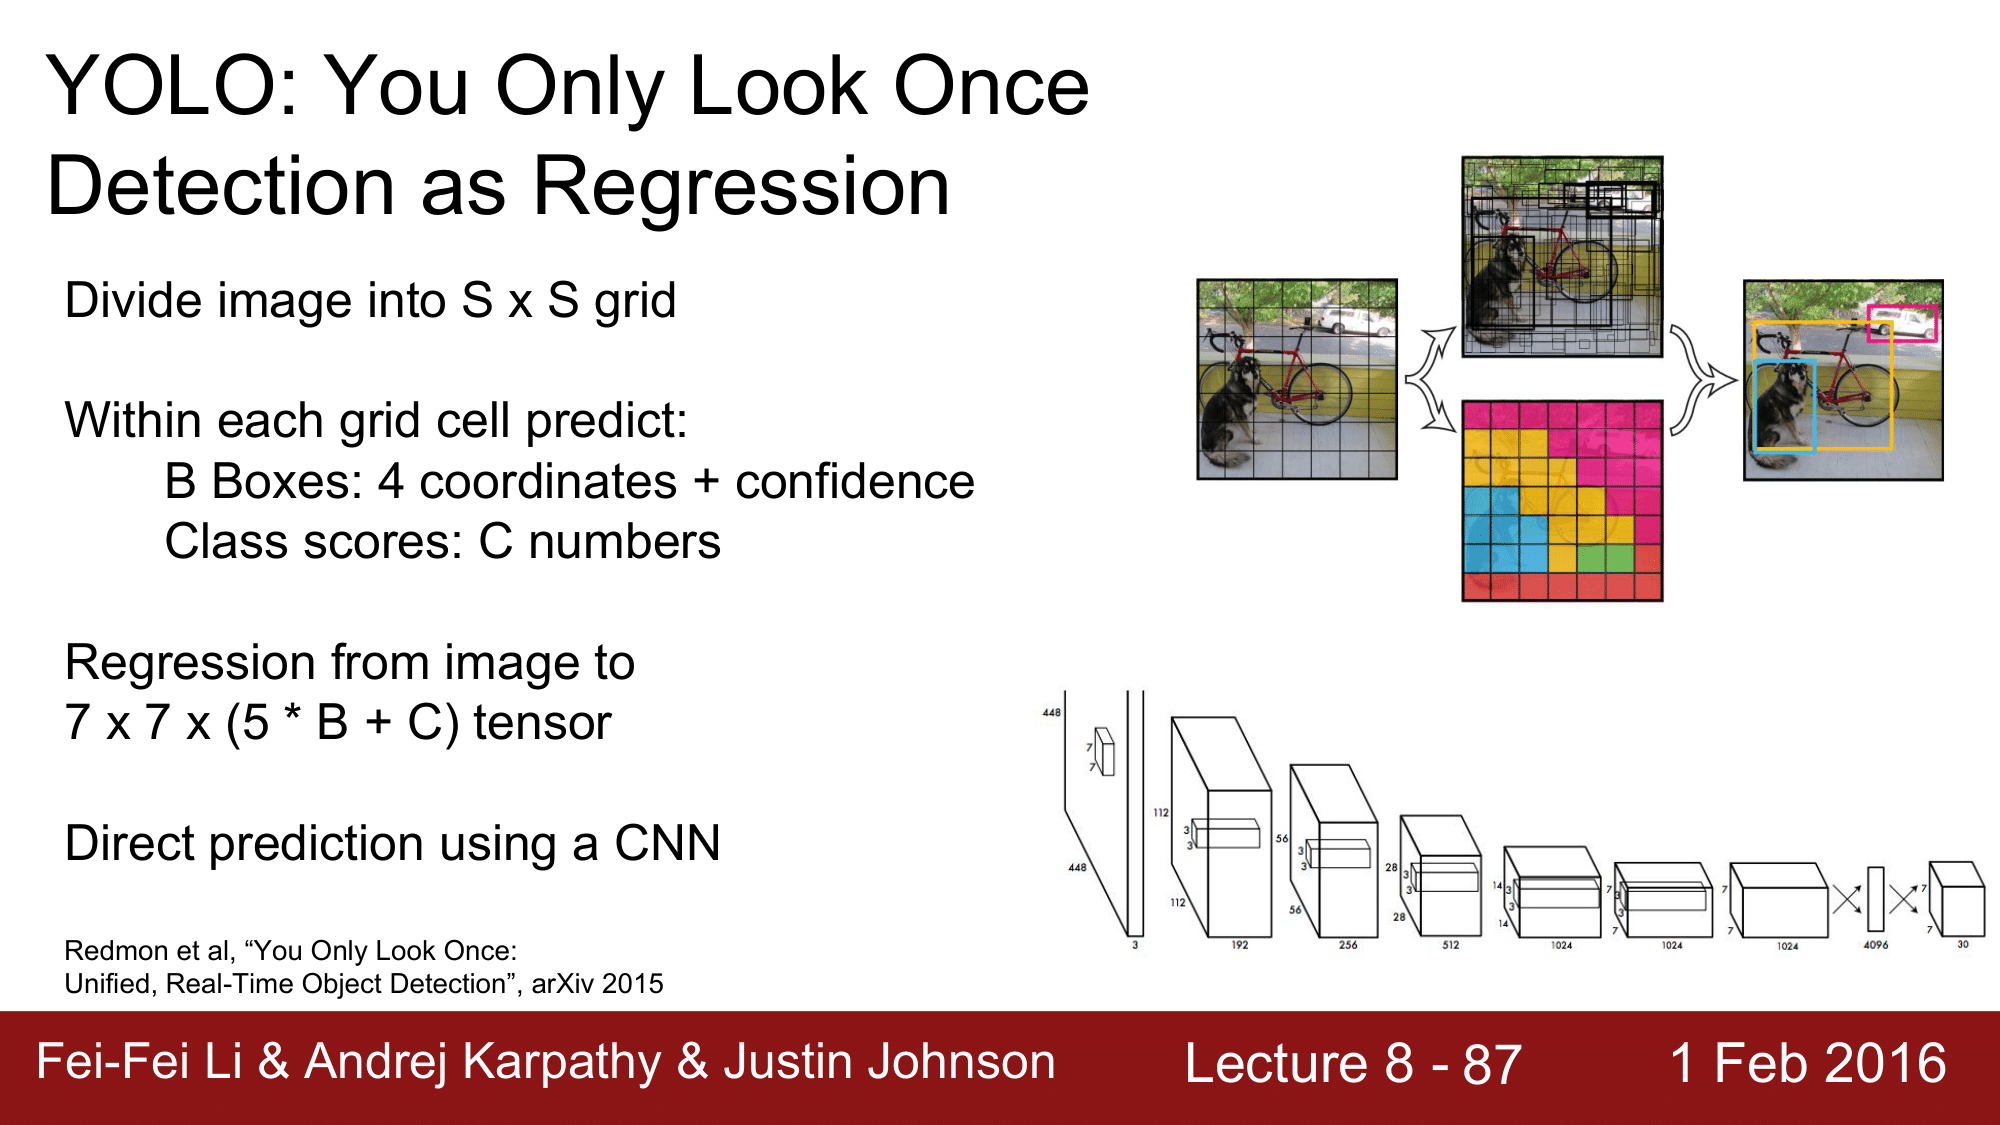 YOLO: You Only Look Once
Detection as Regression
Divide image into S x S grid
Within each grid cell predict:
B Boxes: 4 coordinates + confidence
Class scores: C numbers
Regression from image to
7 x 7 x (5 * B + C) tensor
Direct prediction using a CNN
Redmon et al, “You Only Look Once:
Unified, Real-Time Object Detection”, arXiv 2015
448
448
7
7
3
112
112
3
3
192
56
56
3
3
256
28
28
3
3
512
14
14
3
3
1024
7
7
3
3
1024
7
7
1024
4096
7
7
30
Fei-Fei Li & Andrej Karpathy & Justin Johnson
Lecture 8 - 87
1 Feb 2016